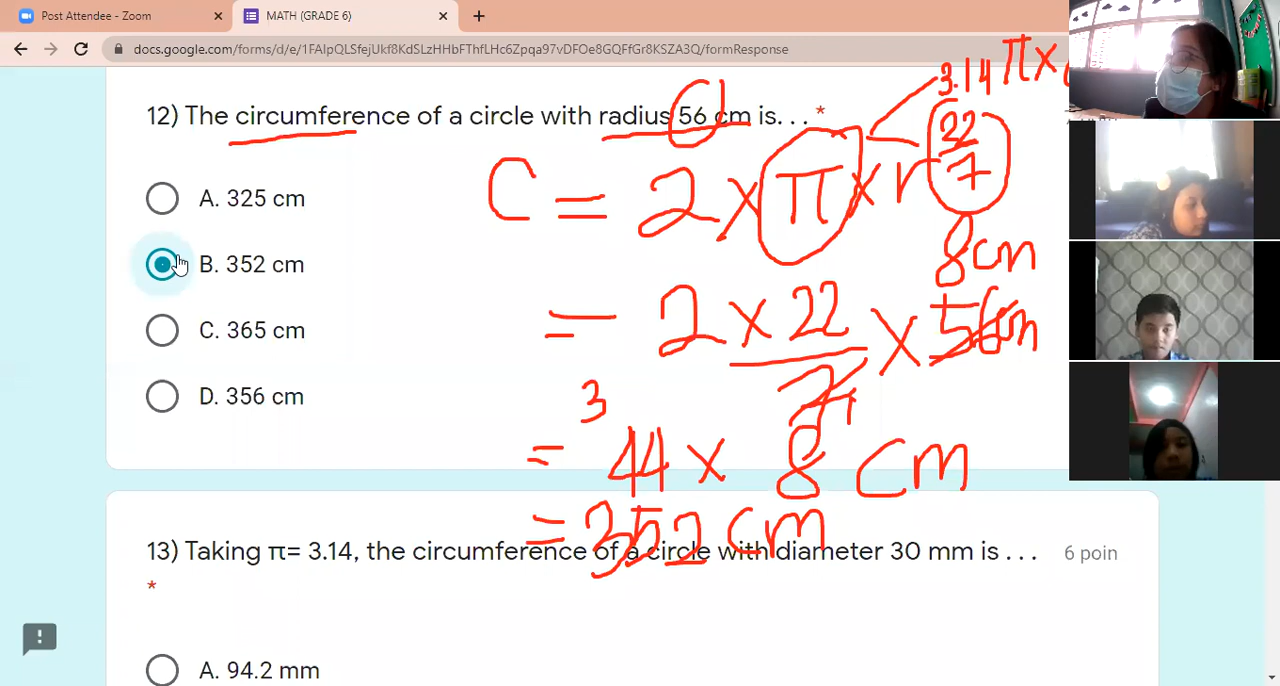 Post Attendee - Zoom
MATH (GRADE 6)
docs.google.com/forms/d/e/1FAIpQLSfejUkf8KdSLzHHbFThfLHc6Zpqa97vDFOe8GQFfGr8KSZA3Q/formResponse
12) The circumference of a circle with radius 56 cm is. . . *
A. 325 cm
B. 352 cm
C. 365 cm
D. 356 cm
d
3.14 π x
22
7
C = 2 x π x r
8 cm
= 2 x 22 x 56 cm
7 1
3
= 44 x 8 cm
= 352 cm
13) Taking π= 3.14, the circumference of a circle with diameter 30 mm is . . .
*
6 poin
A. 94.2 mm